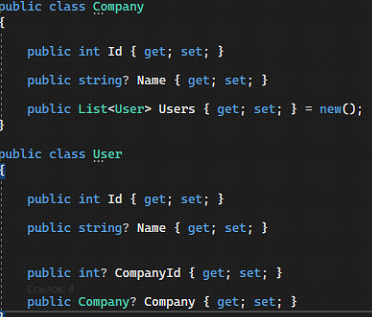 public class Company
{
public int Id { get; set; }
public string? Name { get; set; }
public List<User> Users { get; set; } = new();
}
public class User
{
public int Id { get; set; }
public string? Name { get; set; }
public int? CompanyId { get; set; }
Ссылок: 4
public Company? Company { get; set; }
}